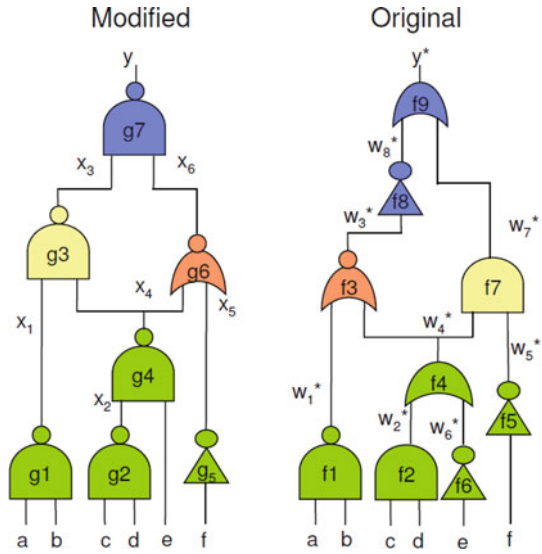 Modified Original
y y*
g7 f9
x3 x6 w8*
f8
w3* w7*
g3 g6 f3 f7
x4 x5 w4*
x1 w5*
g4 f4
x2 w1* w2* w6* f5
g1 g2 g5 f1 f2 f6
a b c d e f a b c d e f